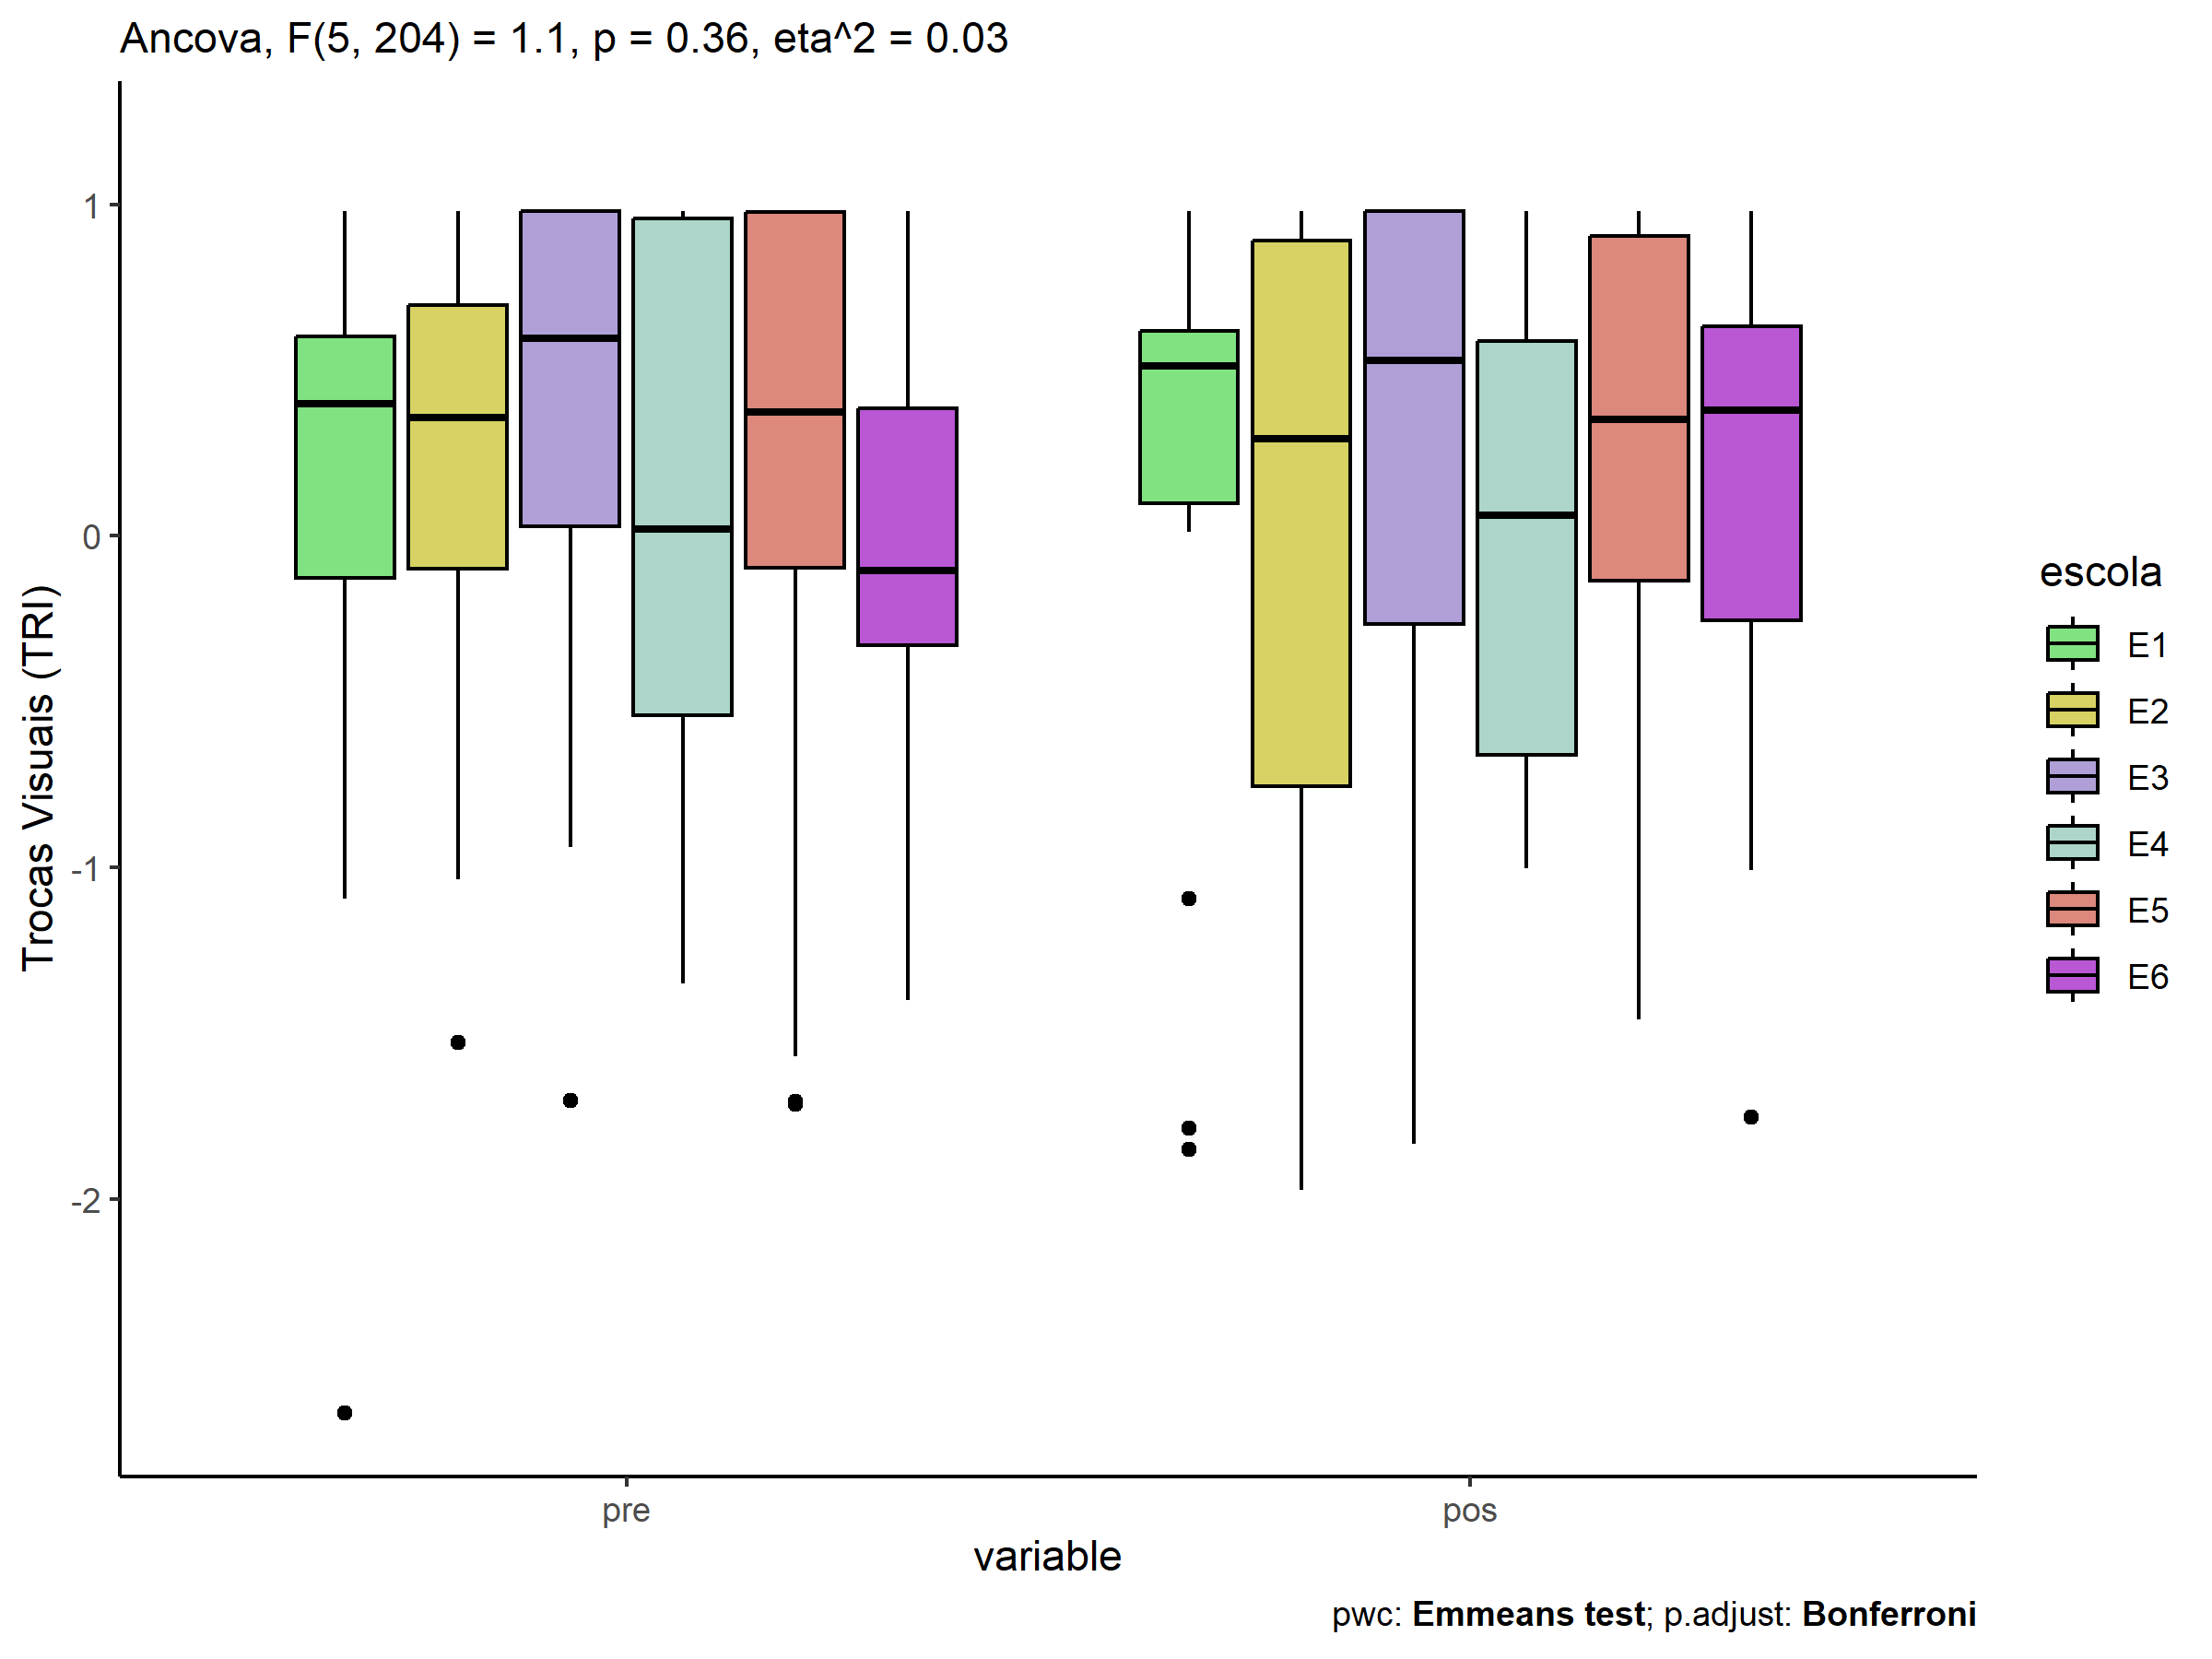 Ancova, F(5, 204) = 1.1, p = 0.36, eta^2 = 0.03
Trocas Visuais (TRI)
1
0
-1
-2
pre
pos
variable
escola
E1
E2
E3
E4
E5
E6
pwc: Emmeans test; p.adjust: Bonferroni